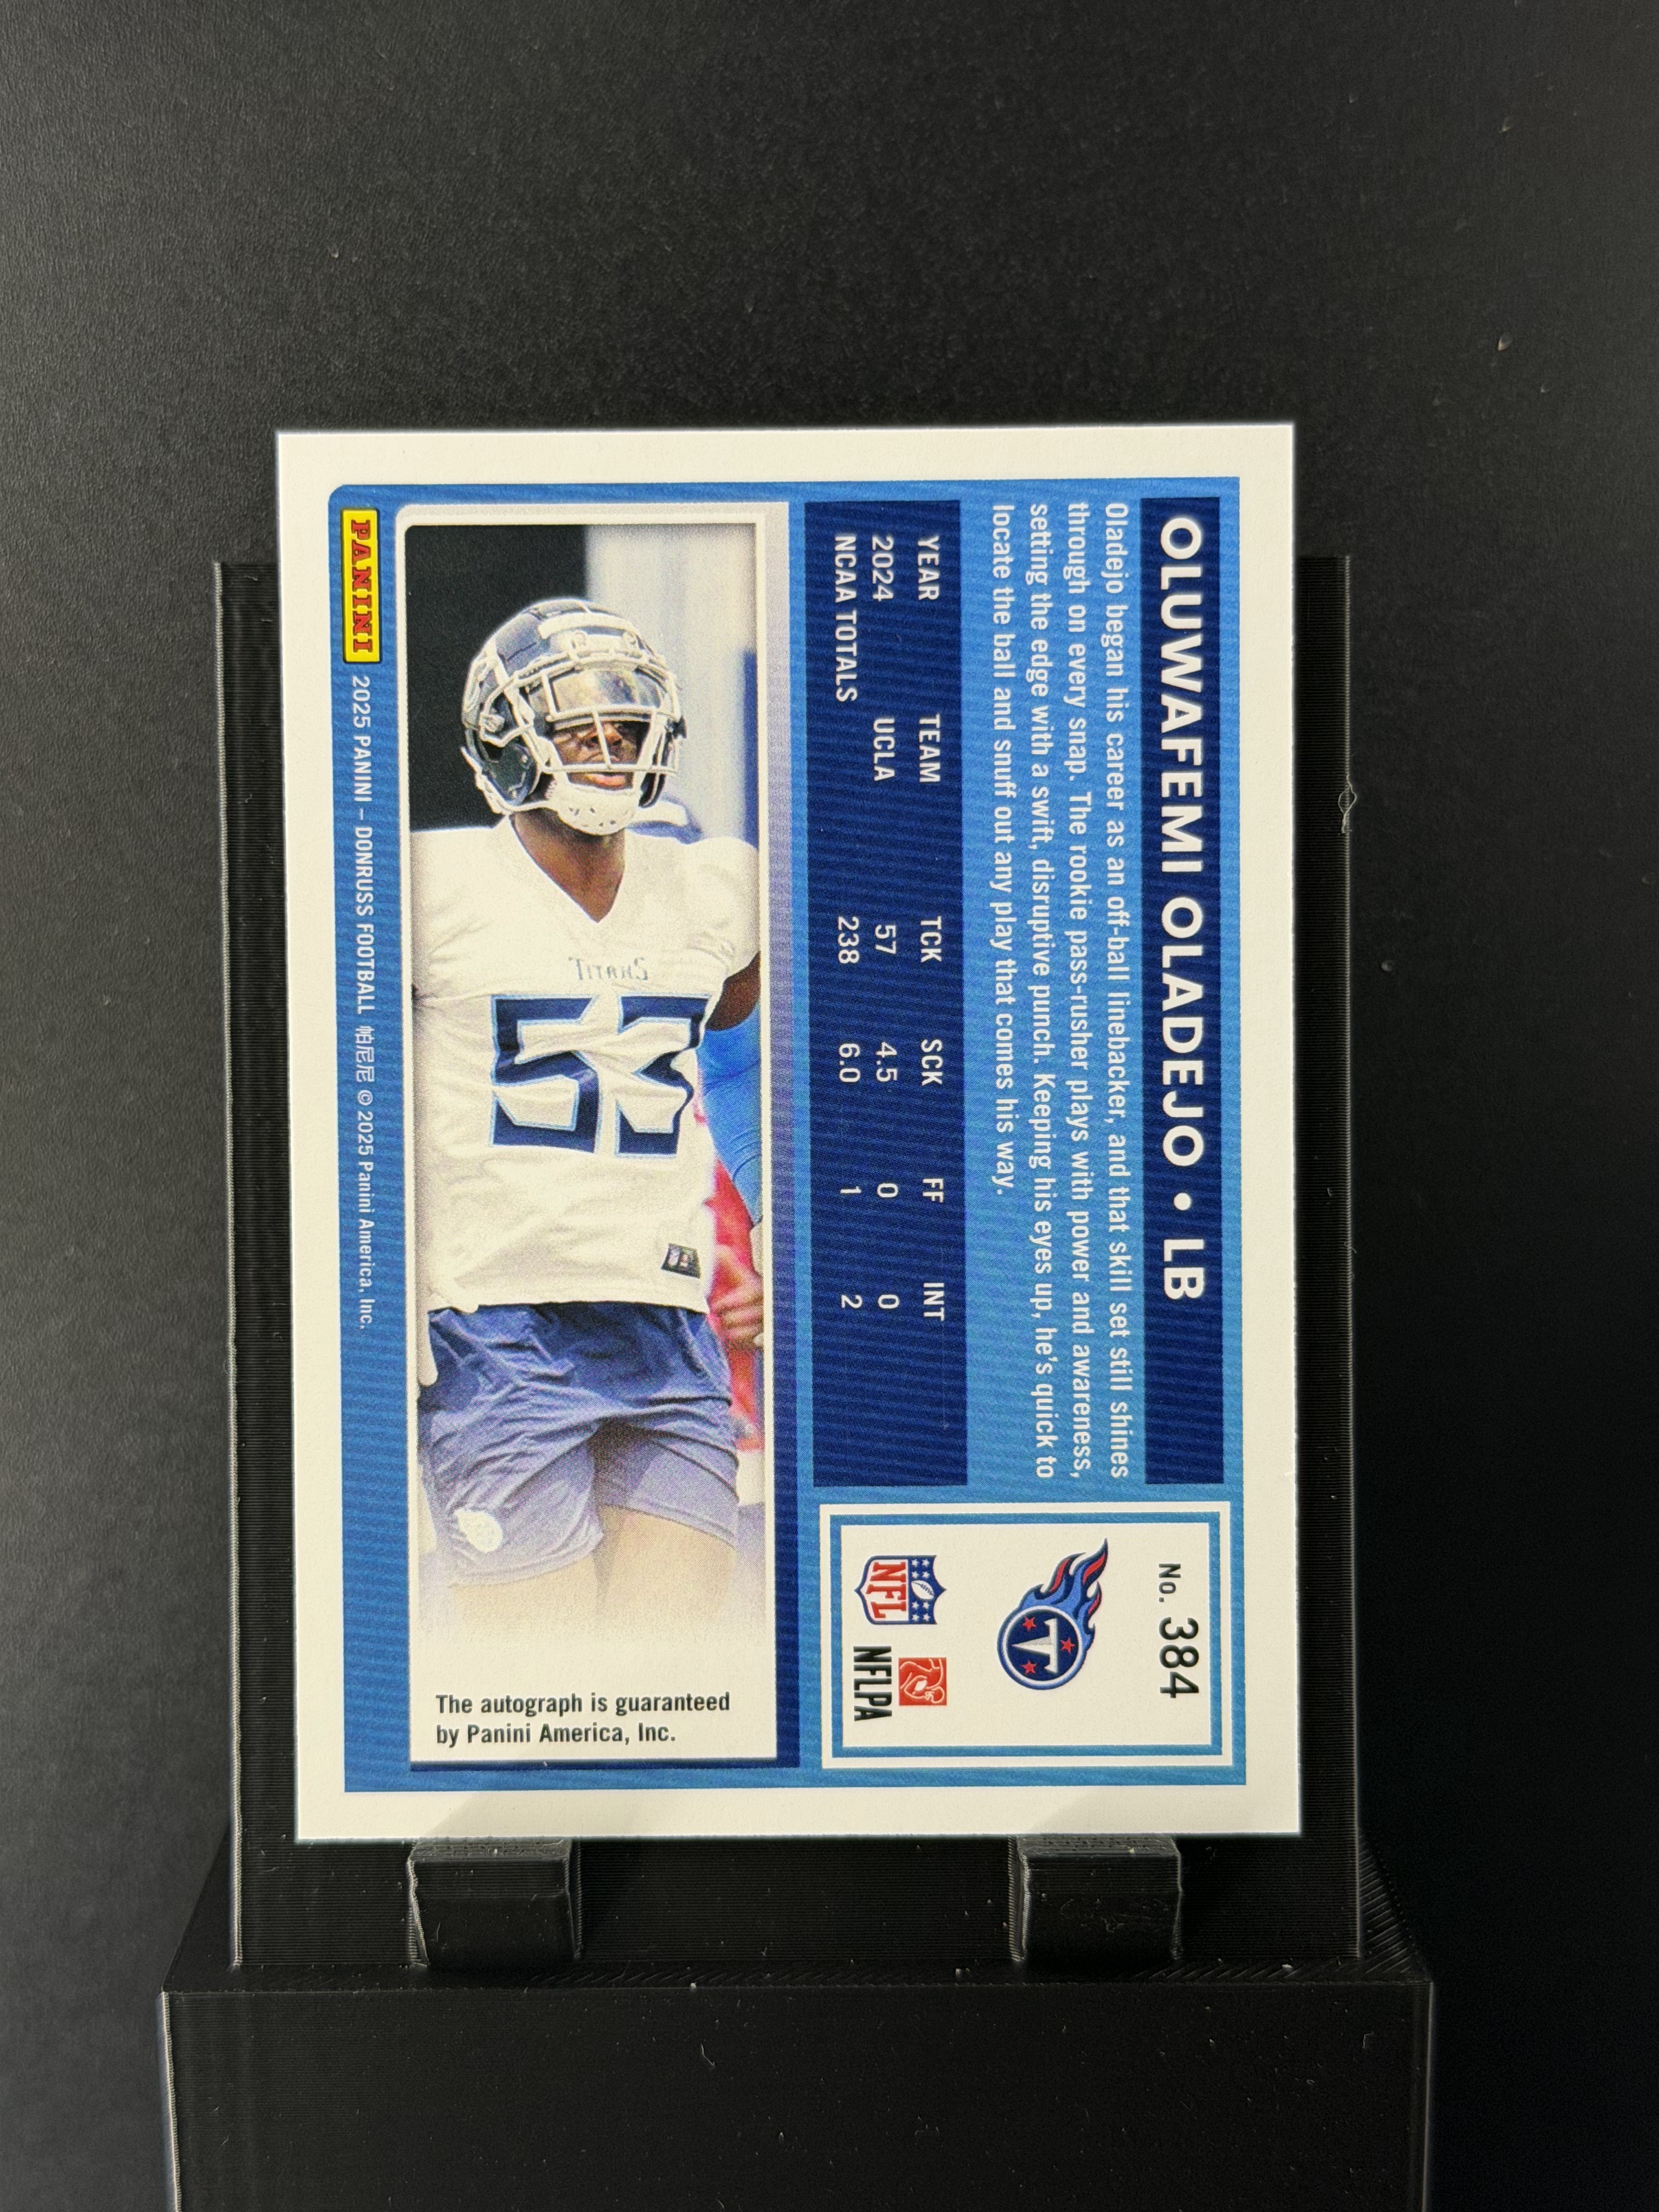 OLUWAFEMI OLADEJO • LB
Oladejo began his career as an off-ball linebacker, and that skill set still shines
through on every snap. The rookie pass-rusher plays with power and awareness,
setting the edge with a swift, disruptive punch. Keeping his eyes up, he's quick to
locate the ball and snuff out any play that comes his way.
YEAR TEAM TCK SCK FF INT
2024 UCLA 57 4.5 0 0
NCAA TOTALS 238 6.0 1 2
No. 384
T
NFL
NFLPA
TITANS
53
The autograph is guaranteed
by Panini America, Inc.
PANINI 2025 PANINI – DONRUSS FOOTBALL 帕尼尼 © 2025 Panini America, Inc.